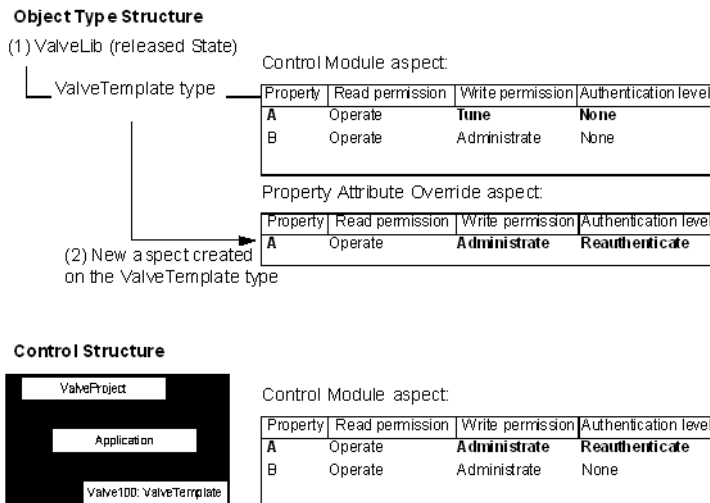 Object Type Structure
(1) ValveLib (released State)
Control Module aspect:
ValveTemplate type
Property Read permission Write permission Authentication level
A Operate Tune None
B Operate Administrate None
Property Attribute Override aspect:
Property Read permission Write permission Authentication level
A Operate Administrate Reauthenticate
(2) New aspect created
on the ValveTemplate type
Control Structure
ValveProject
Control Module aspect:
Property Read permission Write permission Authentication level
Application
A Operate Administrate Reauthenticate
B Operate Administrate None
Valve100: ValveTemplate